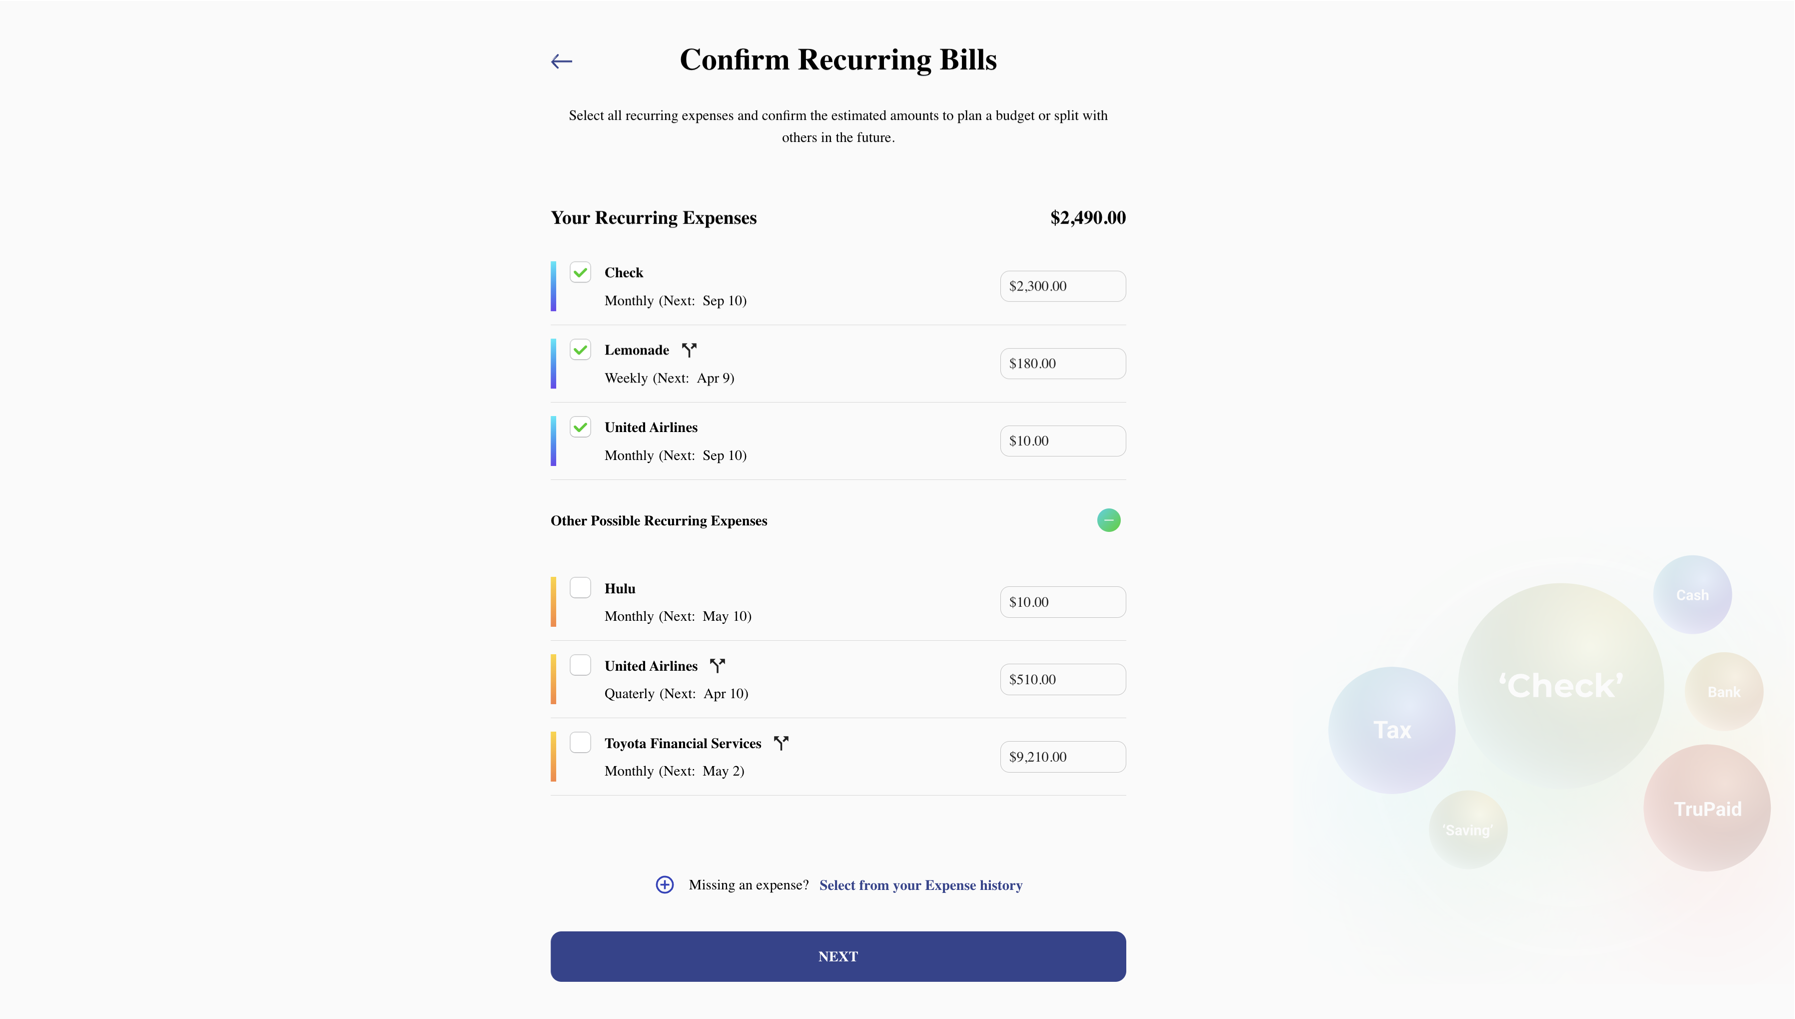 Confirm Recurring Bills
Select all recurring expenses and confirm the estimated amounts to plan a budget or split with
others in the future.
Your Recurring Expenses $2,490.00
Check
Monthly (Next: Sep 10)
$2,300.00
Lemonade
Weekly (Next: Apr 9)
$180.00
United Airlines
Monthly (Next: Sep 10)
$10.00
Other Possible Recurring Expenses
Hulu
Monthly (Next: May 10)
$10.00
United Airlines
Quaterly (Next: Apr 10)
$510.00
Toyota Financial Services
Monthly (Next: May 2)
$9,210.00
Missing an expense? Select from your Expense history
NEXT
Cash
‘Check’
Bank
Tax
TruPaid
‘Saving’